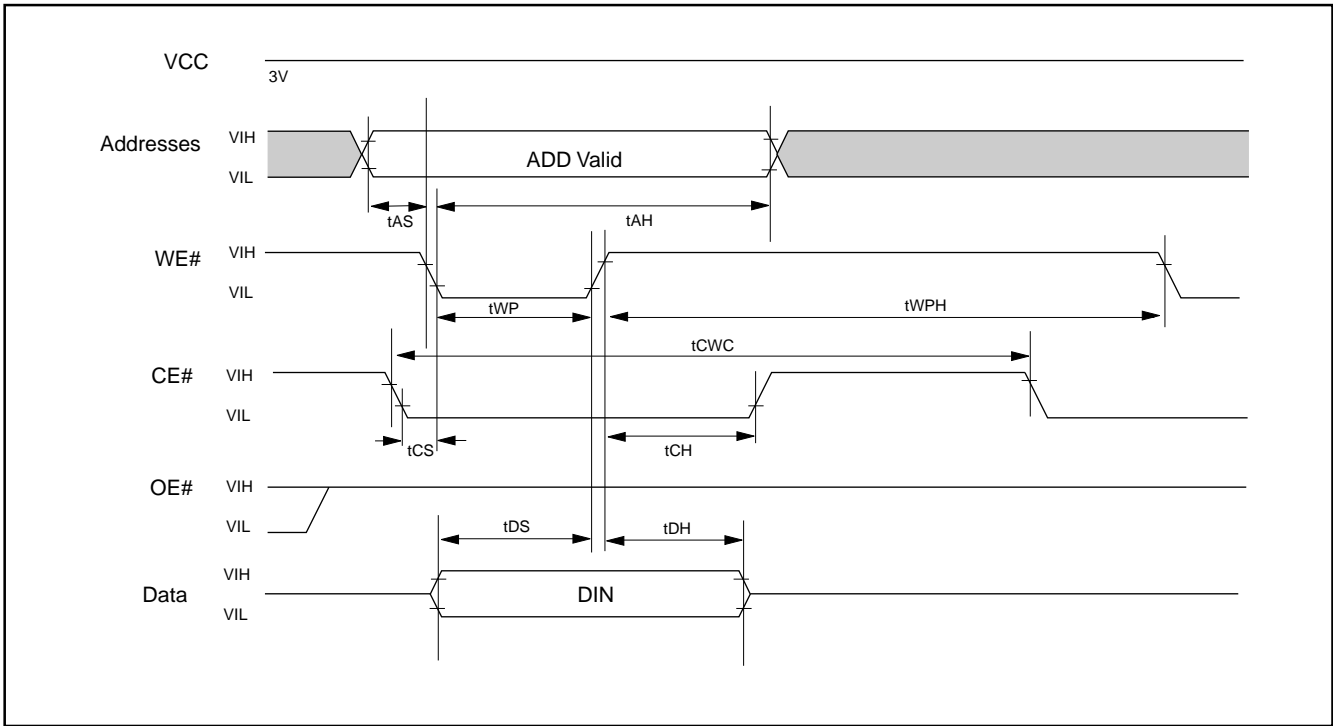 VCC
3V
Addresses
VIH
VIL
ADD Valid
tAS
tAH
WE#
VIH
VIL
tWP
tWPH
tCWC
CE#
VIH
VIL
tCS
tCH
OE#
VIH
VIL
tDS
tDH
Data
VIH
VIL
DIN